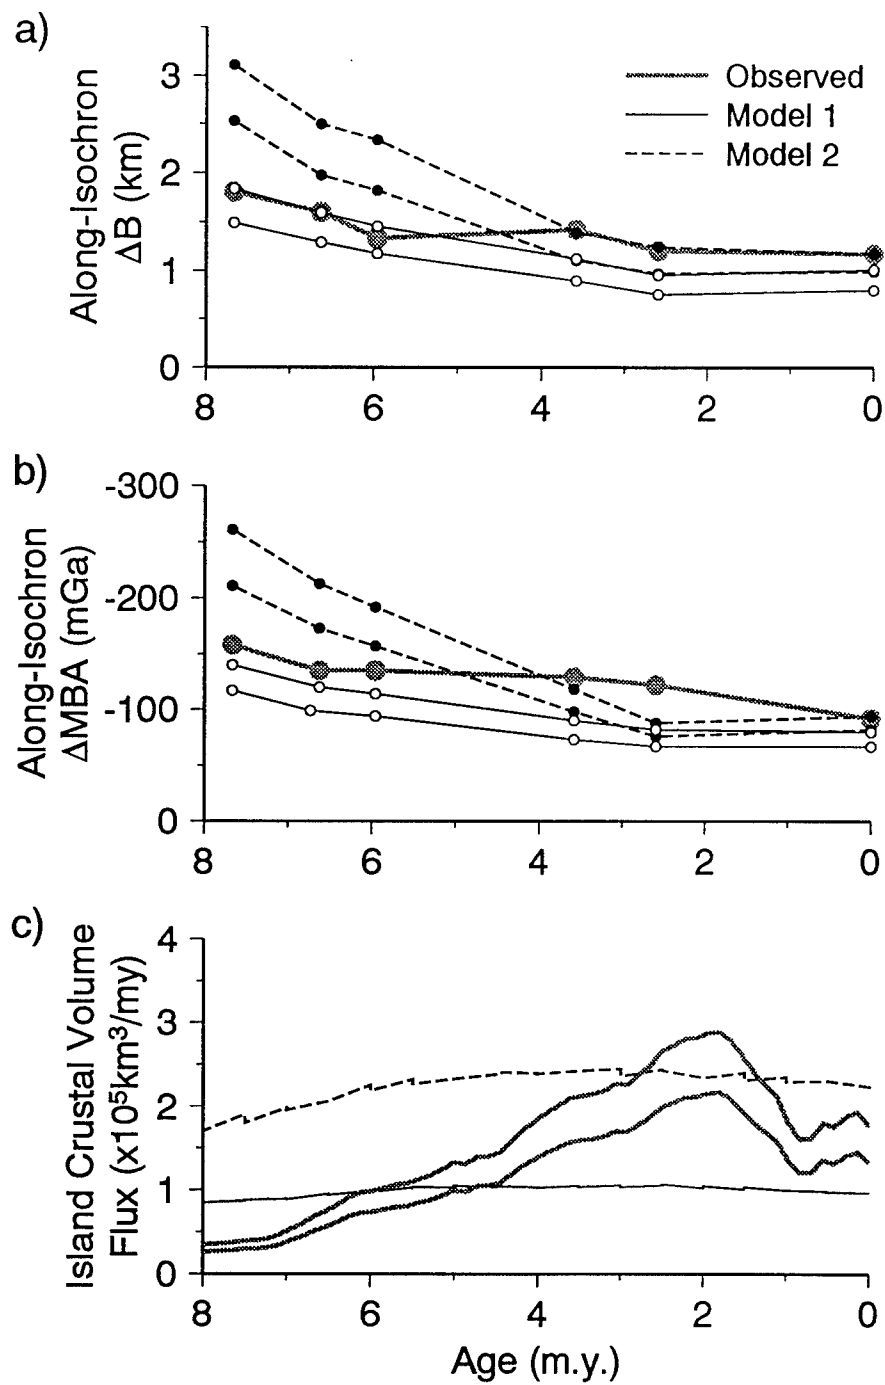 a)
Along-Isochron
ΔB (km)
3
2
1
0
8 6 4 2 0
Observed
Model 1
Model 2
b)
Along-Isochron
ΔMBA (mGa)
-300
-200
-100
0
8 6 4 2 0
c)
Island Crustal Volume
Flux (x10⁵km³/my)
4
3
2
1
0
8 6 4 2 0
Age (m.y.)